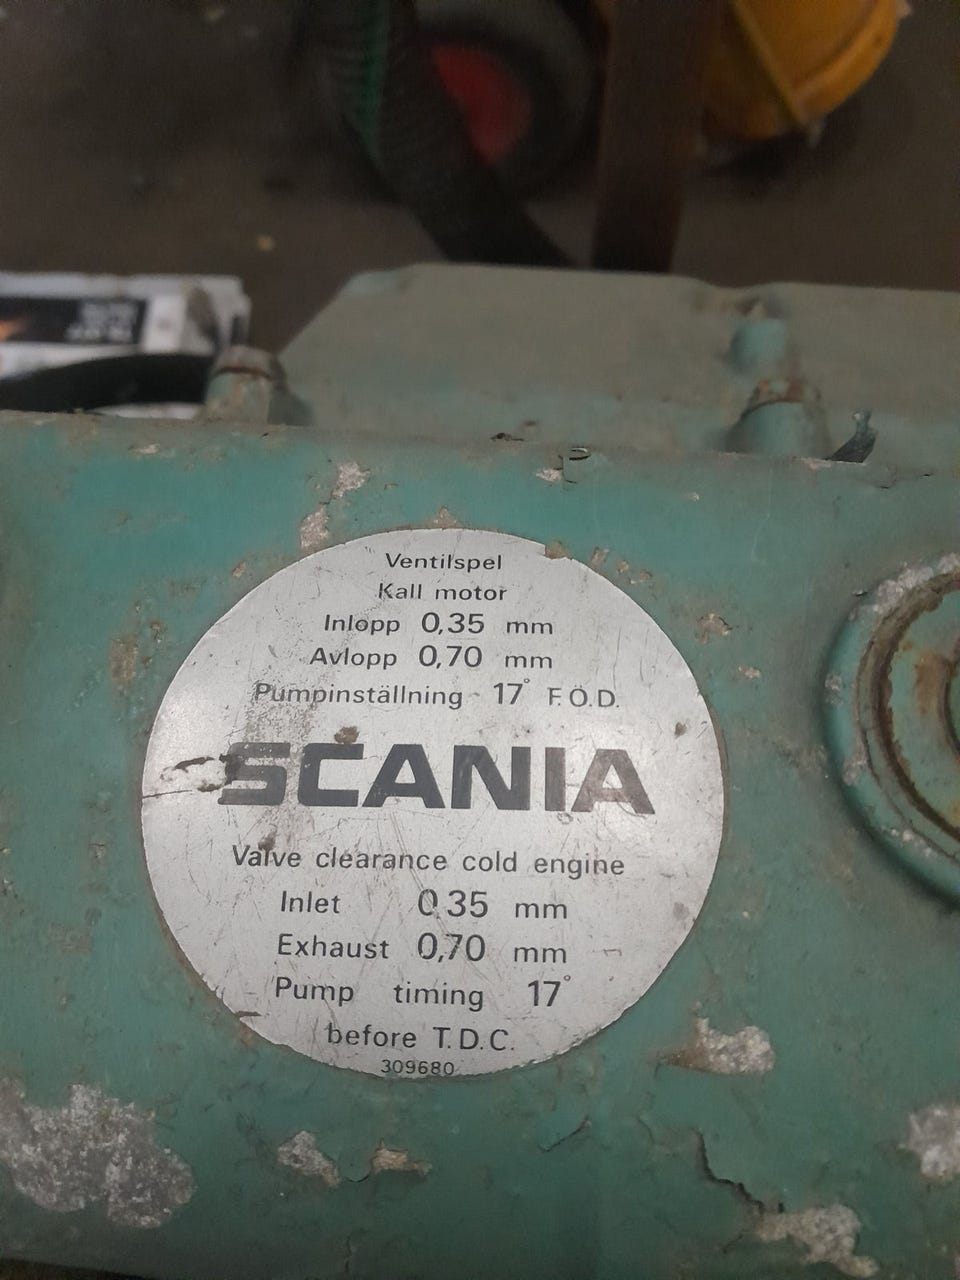 Ventilspel
Kall motor
Inlopp 0,35 mm
Avlopp 0,70 mm
Pumpinställning 17° F.Ö.D.
SCANIA
Valve clearance cold engine
Inlet 0,35 mm
Exhaust 0,70 mm
Pump timing 17°
before T.D.C.
309680